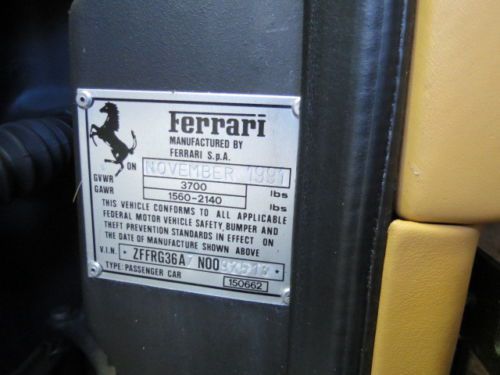 Ferrari
MANUFACTURED BY
FERRARI S.p.A.
ON NOVEMBER 1991
GVWR 3700 lbs
GAWR 1560-2140 lbs
THIS VEHICLE CONFORMS TO ALL APPLICABLE
FEDERAL MOTOR VEHICLE SAFETY, BUMPER AND
THEFT PREVENTION STANDARDS IN EFFECT ON
THE DATE OF MANUFACTURE SHOWN ABOVE
V.I.N.
TYPE: PASSENGER CAR 150662